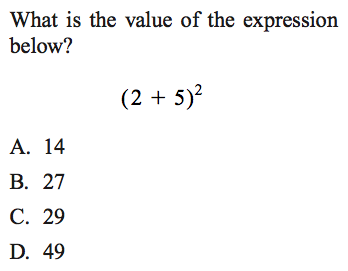 What is the value of the expression
below?
(2 + 5)²
A. 14
B. 27
C. 29
D. 49